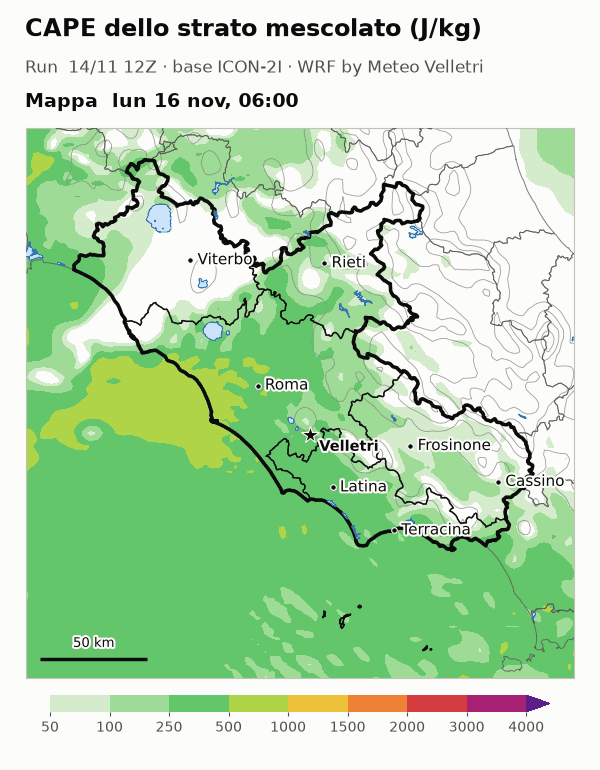 CAPE dello strato mescolato (J/kg)
Run  14/11 12Z · base ICON-2I · WRF by Meteo Velletri
Mappa  lun 16 nov, 06:00
Viterbo
Rieti
Roma
Velletri
Frosinone
Cassino
Latina
Terracina
50 km
50 100 250 500 1000 1500 2000 3000 4000